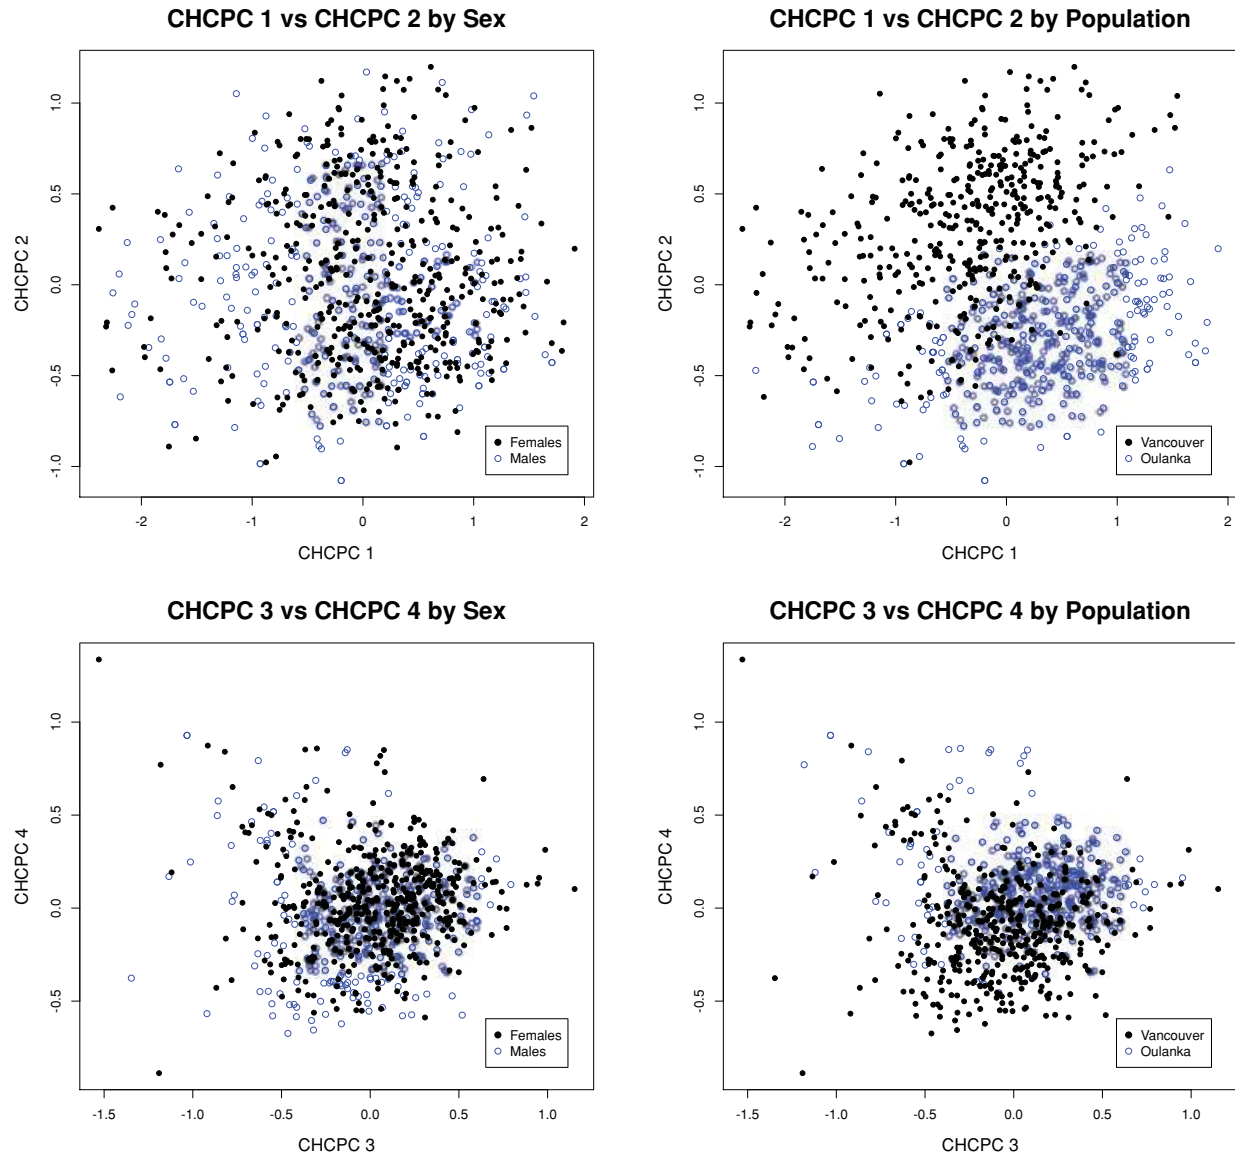 CHCPC 1 vs CHCPC 2 by Sex
CHCPC 2
1.0
0.5
0.0
-0.5
-1.0
Females
Males
-2 -1 0 1 2
CHCPC 1
CHCPC 1 vs CHCPC 2 by Population
CHCPC 2
1.0
0.5
0.0
-0.5
-1.0
Vancouver
Oulanka
-2 -1 0 1 2
CHCPC 1
CHCPC 3 vs CHCPC 4 by Sex
CHCPC 4
1.0
0.5
0.0
-0.5
Females
Males
-1.5 -1.0 -0.5 0.0 0.5 1.0
CHCPC 3
CHCPC 3 vs CHCPC 4 by Population
CHCPC 4
1.0
0.5
0.0
-0.5
Vancouver
Oulanka
-1.5 -1.0 -0.5 0.0 0.5 1.0
CHCPC 3